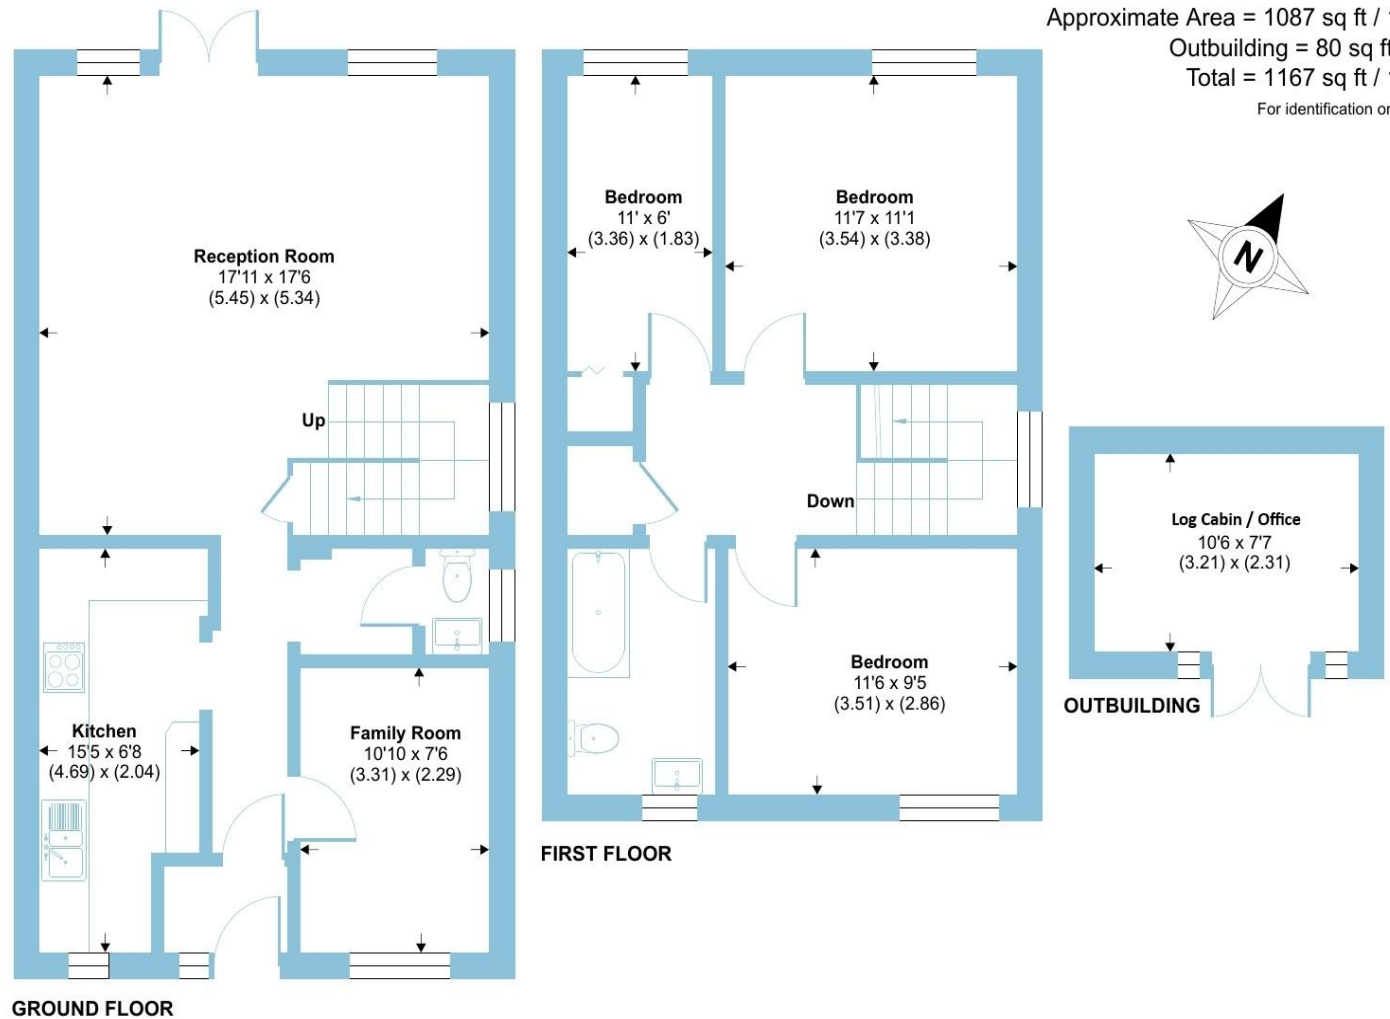 Approximate Area = 1087 sq ft /
Outbuilding = 80 sq ft
Total = 1167 sq ft /
For identification
N
Reception Room
17'11 x 17'6
(5.45) x (5.34)
Up
Kitchen
15'5 x 6'8
(4.69) x (2.04)
Family Room
10'10 x 7'6
(3.31) x (2.29)
GROUND FLOOR
Bedroom
11' x 6'
(3.36) x (1.83)
Bedroom
11'7 x 11'1
(3.54) x (3.38)
Down
Bedroom
11'6 x 9'5
(3.51) x (2.86)
FIRST FLOOR
Log Cabin / Office
10'6 x 7'7
(3.21) x (2.31)
OUTBUILDING